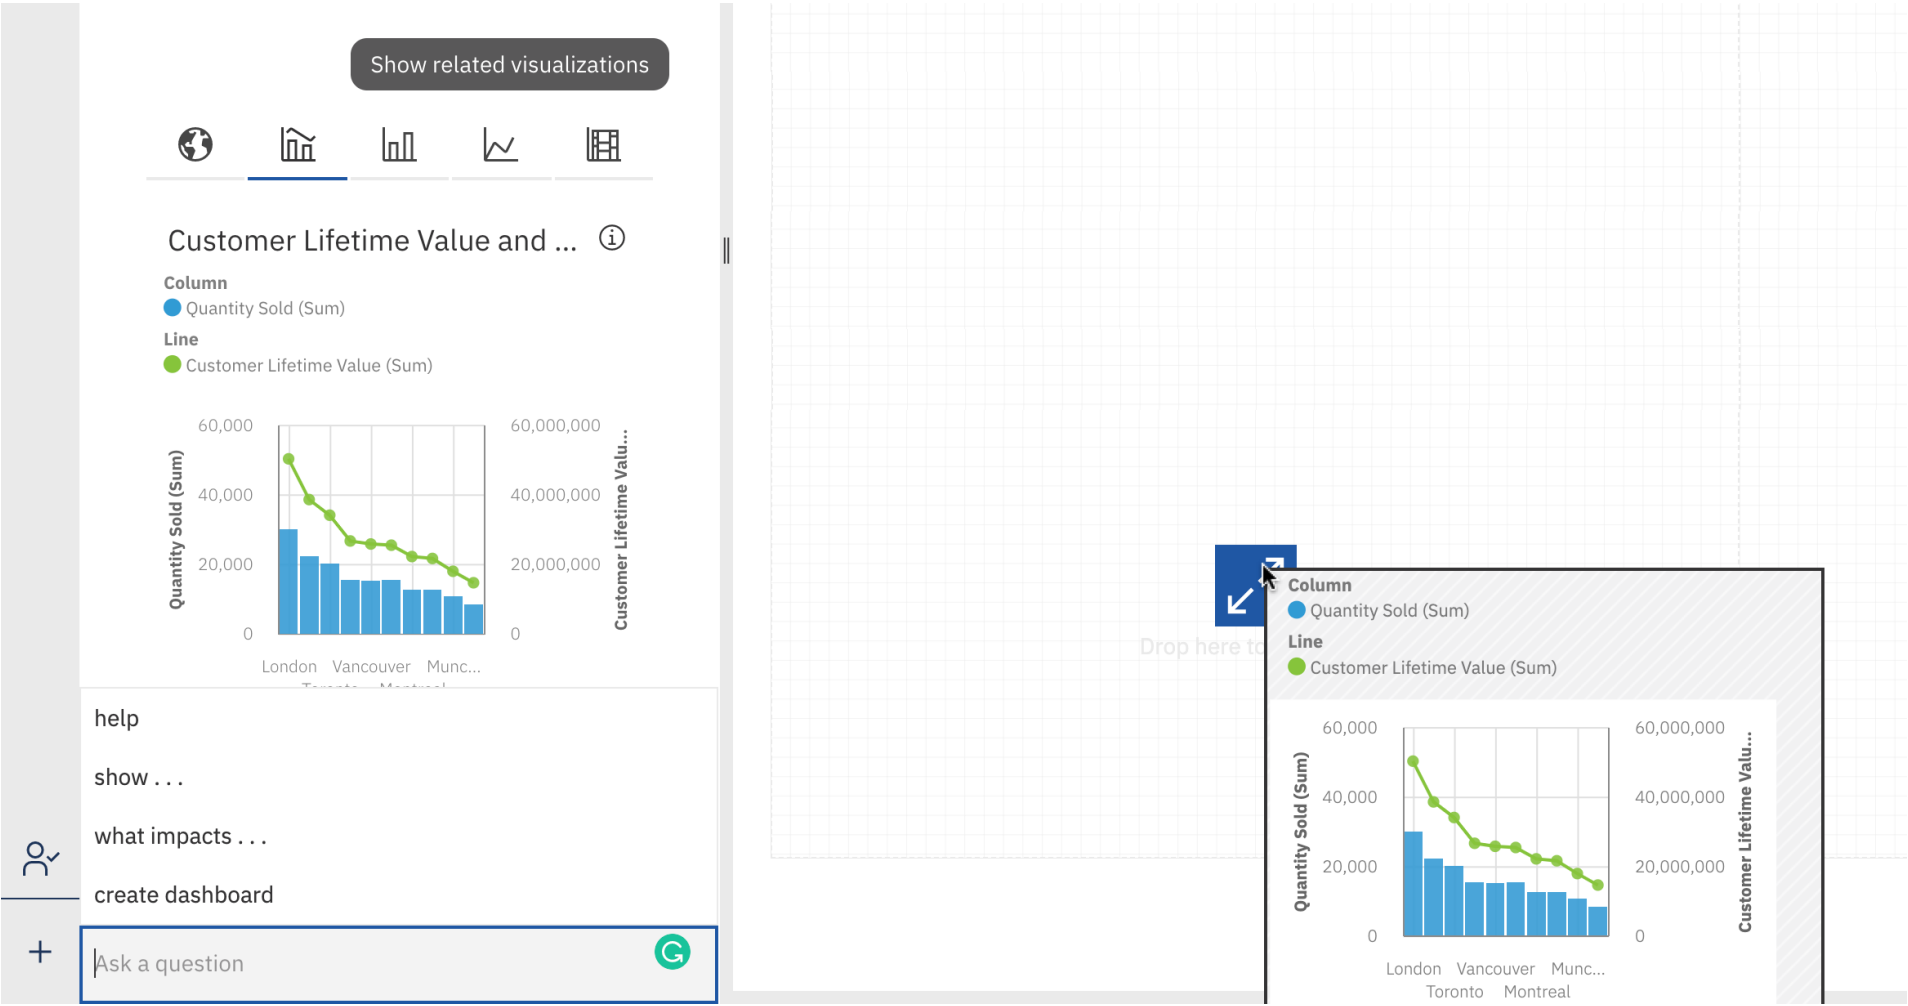 Show related visualizations
Customer Lifetime Value and ...
Column
Quantity Sold (Sum)
Line
Customer Lifetime Value (Sum)
Quantity Sold (Sum)
60,000
40,000
20,000
0
60,000,000
40,000,000
20,000,000
0
Customer Lifetime Valu...
London Vancouver Munc...
Toronto Montreal
help
show . . .
what impacts . . .
create dashboard
Ask a question
Drop here to
Column
Quantity Sold (Sum)
Line
Customer Lifetime Value (Sum)
Quantity Sold (Sum)
60,000
40,000
20,000
0
60,000,000
40,000,000
20,000,000
0
Customer Lifetime Valu...
London Vancouver Munc...
Toronto Montreal